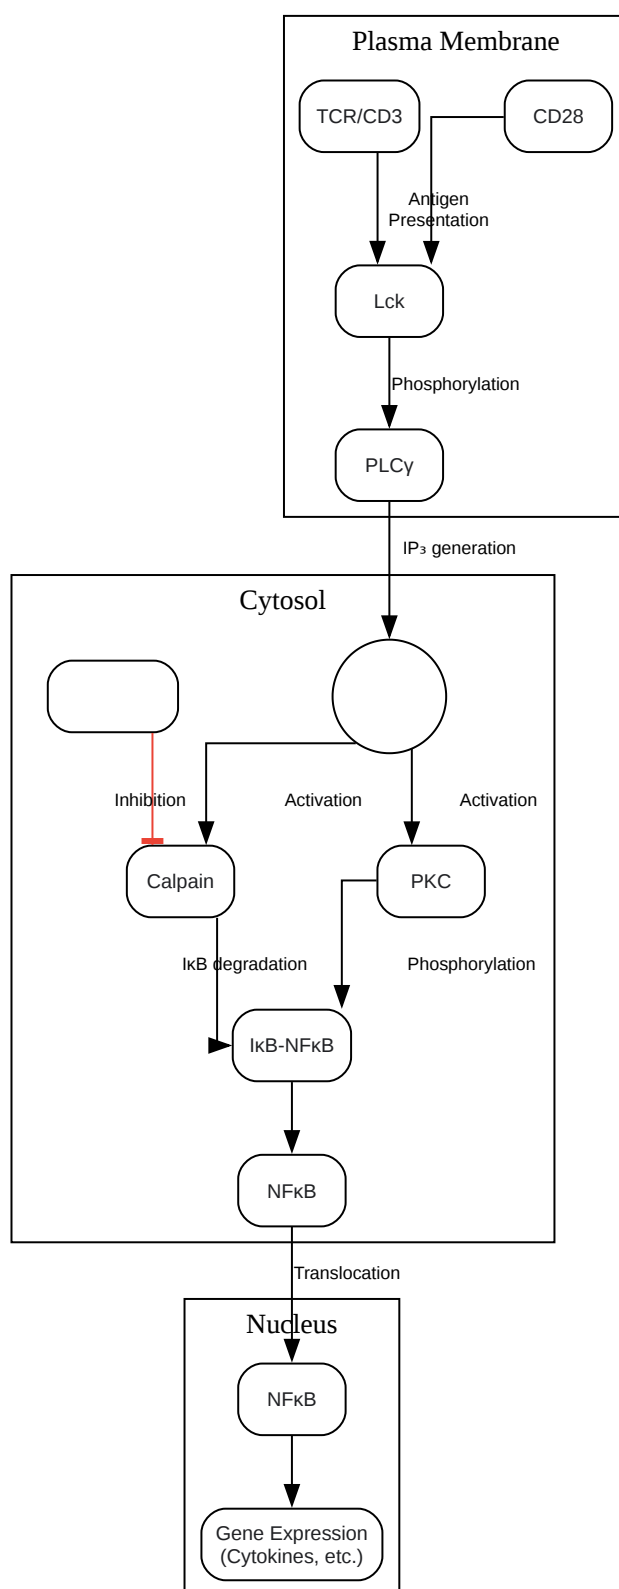 Plasma Membrane
TCR/CD3
CD28
Antigen
Presentation
Lck
Phosphorylation
PLCγ
IP₃ generation
Cytosol
Inhibition
Activation
Activation
Calpain
PKC
IκB degradation
Phosphorylation
IκB-NFκB
NFκB
Translocation
Nucleus
NFκB
Gene Expression
(Cytokines, etc.)